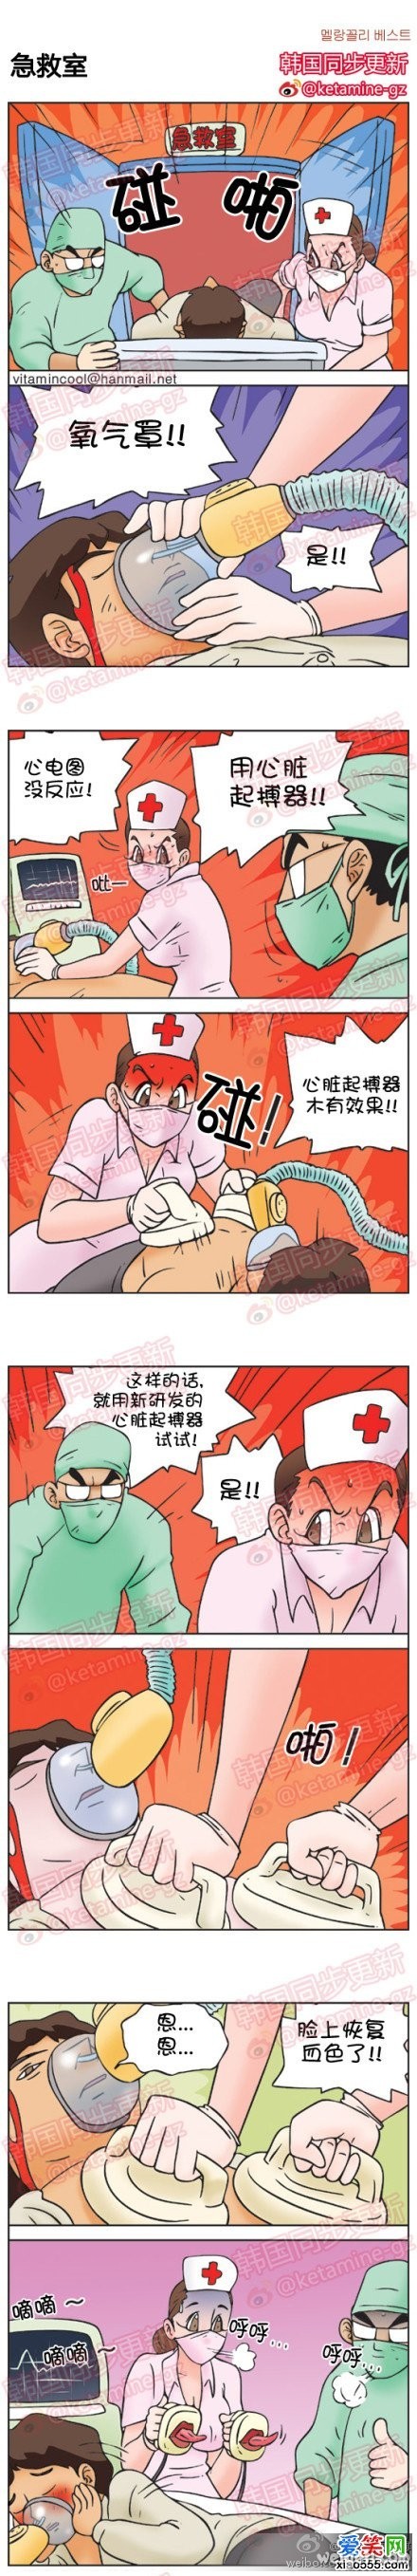 멜랑꼴리 베스트
急救室
韩国同步更新
@ketamine-gz
急救室
碰 啪
vitamincool@hanmail.net
氧气罩!!
是!!
心电图
没反应!
用心脏
起搏器!!
吡—
碰!
心脏起搏器
木有效果!!
这样的话,
就用新研发的
心脏起搏器
试试!
是!!
啪!
恩...
恩...
脸上恢复
血色了!!
嘀嘀~
嘀嘀~
呼呼...
呼呼...
爱笑网
xiao555.com